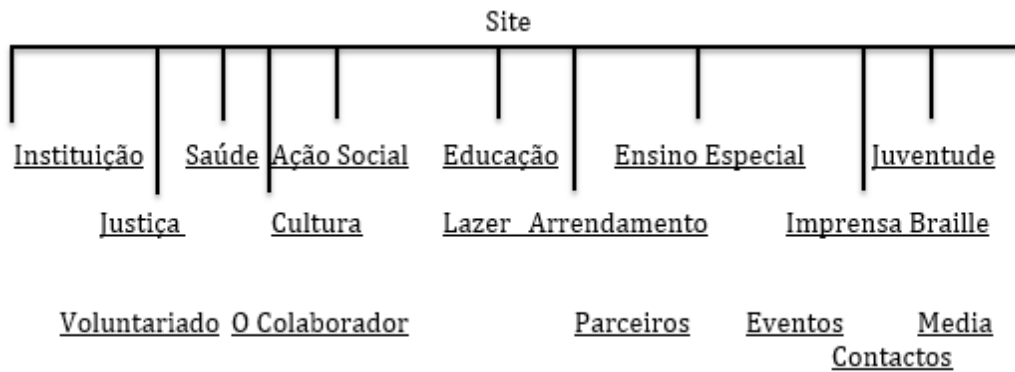 Site
Instituição Saúde Ação Social Educação Ensino Especial Juventude
Justiça Cultura Lazer Arrendamento Imprensa Braille
Voluntariado O Colaborador Parceiros Eventos Media
Contactos